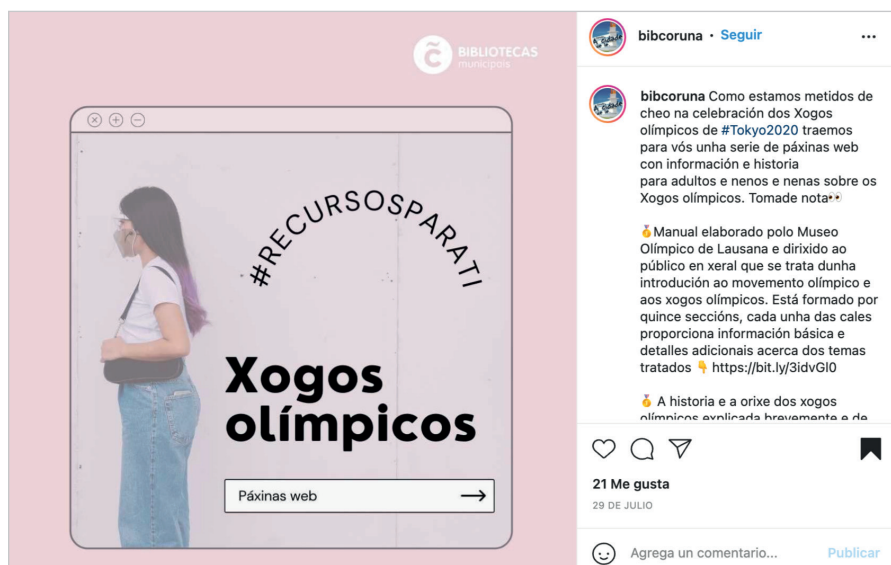 BIBLIOTECAS
municipais
#RECURSOSPARATI
Xogos
olímpicos
Páxinas web
bibcoruna • Seguir
bibcoruna Como estamos metidos de
cheo na celebración dos Xogos
olímpicos de #Tokyo2020 traemos
para vós unha serie de páxinas web
con información e historia
para adultos e nenos e nenas sobre os
Xogos olímpicos. Tomade nota👀
🥇Manual elaborado polo Museo
Olímpico de Lausana e dirixido ao
público en xeral que se trata dunha
introdución ao movemento olímpico e
aos xogos olímpicos. Está formado por
quince seccións, cada unha das cales
proporciona información básica e
detalles adicionais acerca dos temas
tratados 👇 https://bit.ly/3idvGl0
🥇 A historia e a orixe dos xogos
olímpicos explicada brevemente e de
21 Me gusta
29 DE JULIO
Agrega un comentario...
Publicar